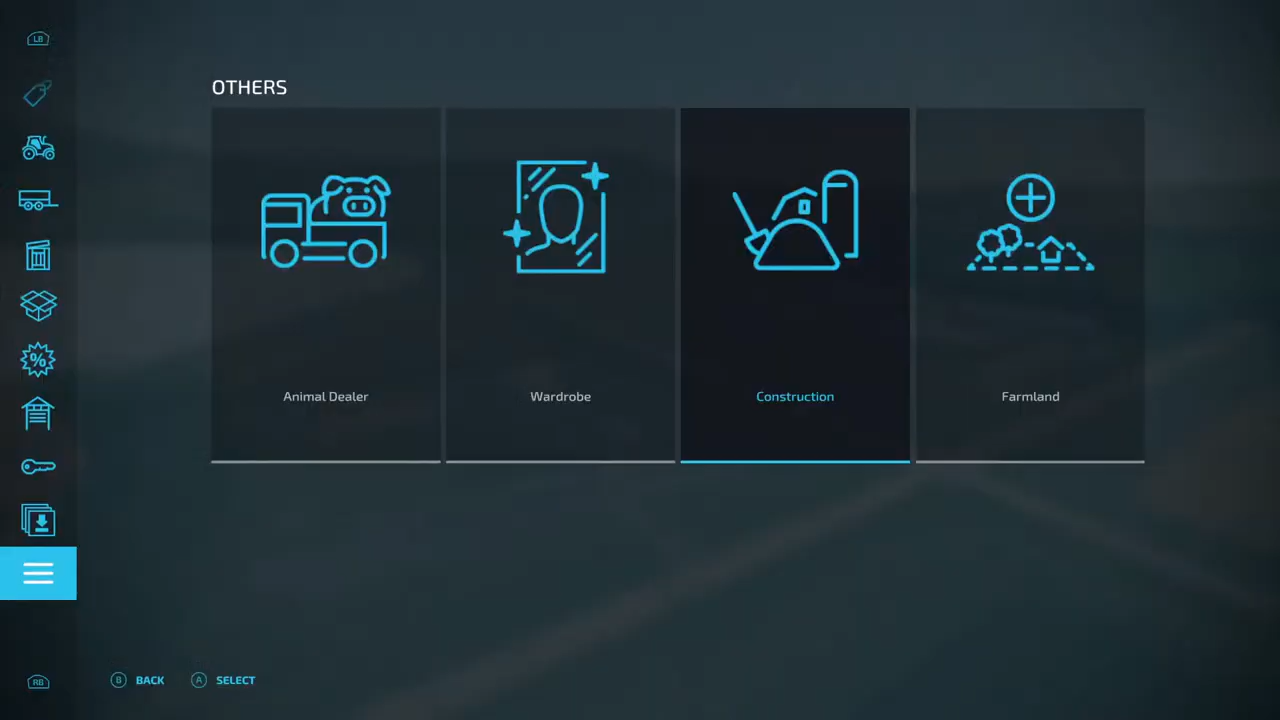 LB
OTHERS
%
Animal Dealer
Wardrobe
Construction
Farmland
RB
B BACK
A SELECT